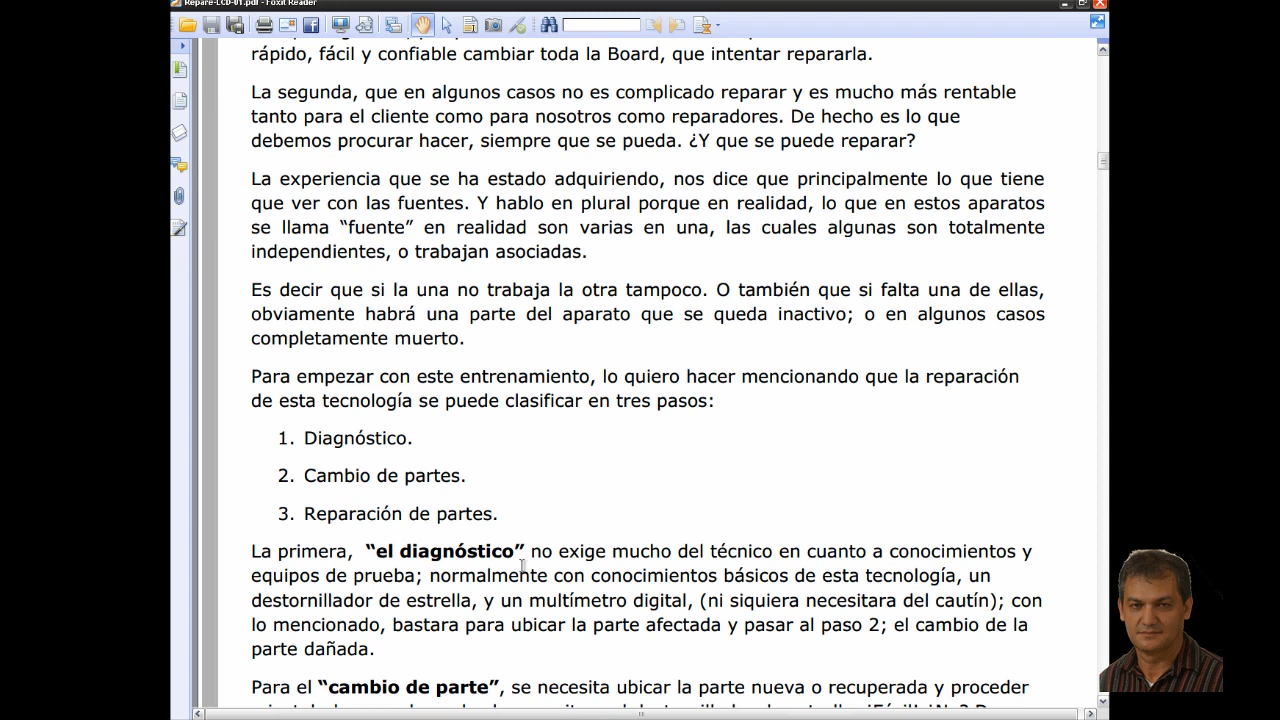 Repare-LCD-01.pdf - Foxit Reader
rápido, fácil y confiable cambiar toda la Board, que intentar repararla.
La segunda, que en algunos casos no es complicado reparar y es mucho más rentable
tanto para el cliente como para nosotros como reparadores. De hecho es lo que
debemos procurar hacer, siempre que se pueda. ¿Y que se puede reparar?
La experiencia que se ha estado adquiriendo, nos dice que principalmente lo que tiene
que ver con las fuentes. Y hablo en plural porque en realidad, lo que en estos aparatos
se llama “fuente” en realidad son varias en una, las cuales algunas son totalmente
independientes, o trabajan asociadas.
Es decir que si la una no trabaja la otra tampoco. O también que si falta una de ellas,
obviamente habrá una parte del aparato que se queda inactivo; o en algunos casos
completamente muerto.
Para empezar con este entrenamiento, lo quiero hacer mencionando que la reparación
de esta tecnología se puede clasificar en tres pasos:
1. Diagnóstico.
2. Cambio de partes.
3. Reparación de partes.
La primera, “el diagnóstico” no exige mucho del técnico en cuanto a conocimientos y
equipos de prueba; normalmente con conocimientos básicos de esta tecnología, un
destornillador de estrella, y un multímetro digital, (ni siquiera necesitara del cautín); con
lo mencionado, bastara para ubicar la parte afectada y pasar al paso 2; el cambio de la
parte dañada.
Para el “cambio de parte”, se necesita ubicar la parte nueva o recuperada y proceder